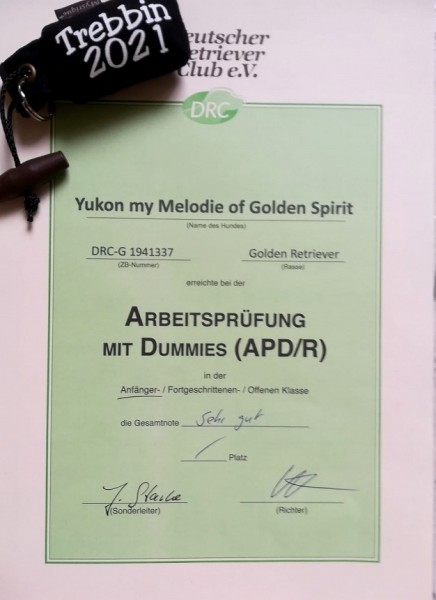 Trebbin
2021
eutscher
etriever
Club e.V.
DRC
Yukon my Melodie of Golden Spirit
(Name des Hundes)
DRC-G 1941337 Golden Retriever
(ZB-Nummer) (Rasse)
erreichte bei der
ARBEITSPRÜFUNG
MIT DUMMIES (APD/R)
in der
Anfänger- / Fortgeschrittenen- / Offenen Klasse
die Gesamtnote Sehr gut
Platz
J. Starke
(Sonderleiter) (Richter)